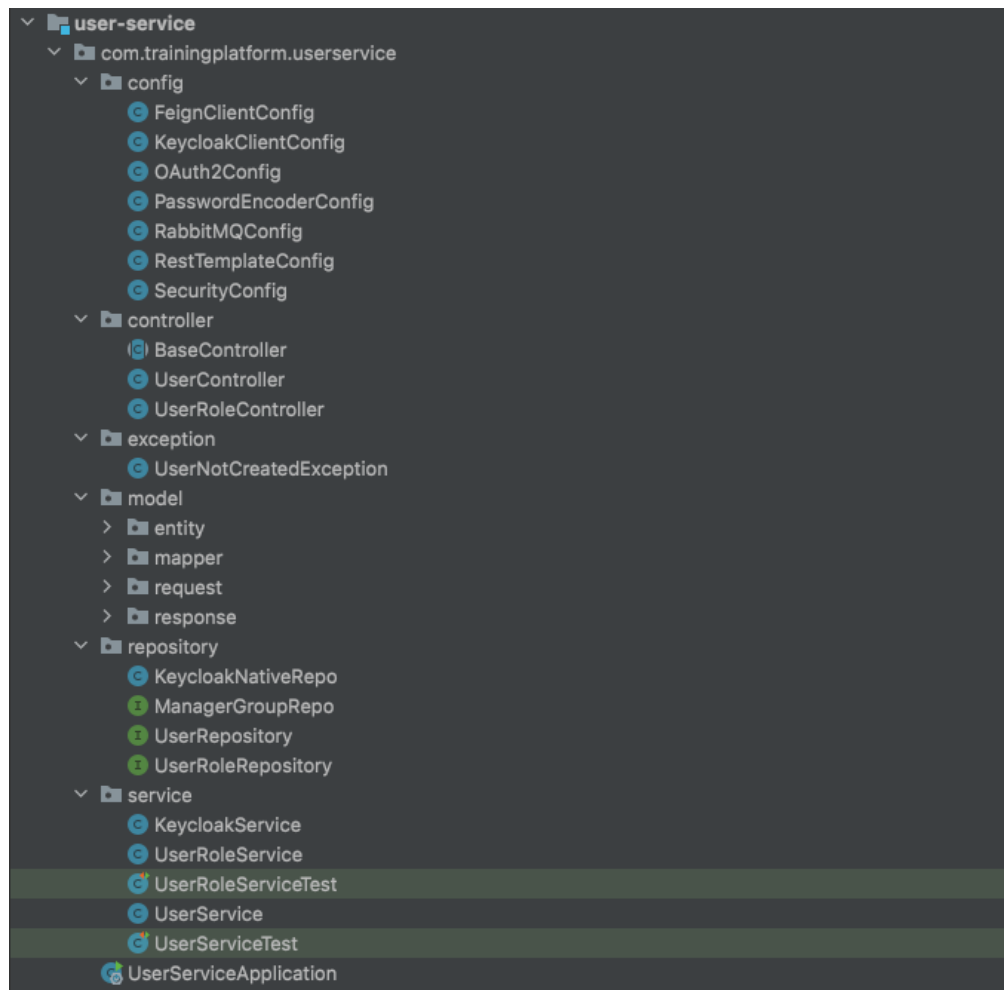 user-service
com.trainingplatform.userservice
config
FeignClientConfig
KeycloakClientConfig
OAuth2Config
PasswordEncoderConfig
RabbitMQConfig
RestTemplateConfig
SecurityConfig
controller
BaseController
UserController
UserRoleController
exception
UserNotCreatedException
model
entity
mapper
request
response
repository
KeycloakNativeRepo
ManagerGroupRepo
UserRepository
UserRoleRepository
service
KeycloakService
UserRoleService
UserRoleServiceTest
UserService
UserServiceTest
UserServiceApplication